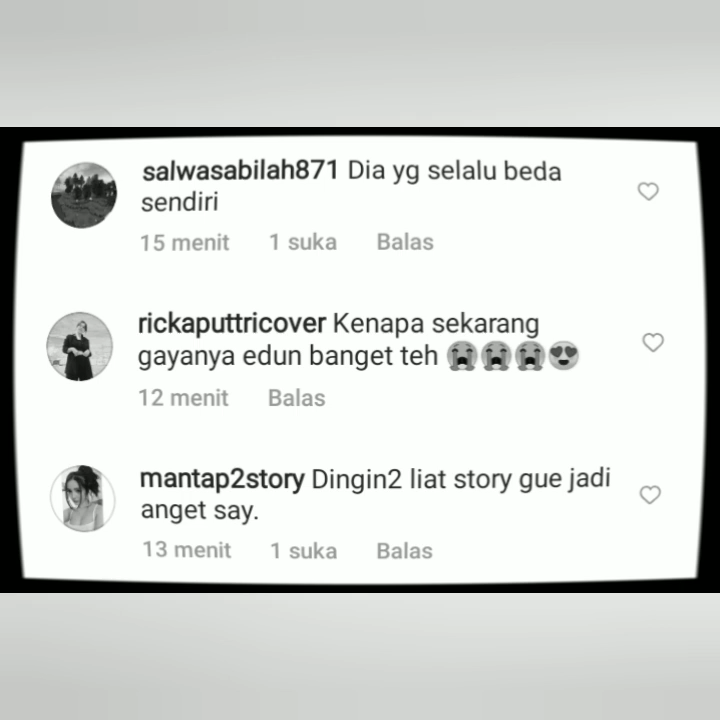 salwasabilah871 Dia yg selalu beda
sendiri
15 menit 1 suka Balas
rickaputtricover Kenapa sekarang
gayanya edun banget teh 😭😭😭😍
12 menit Balas
mantap2story Dingin2 liat story gue jadi
anget say.
13 menit 1 suka Balas